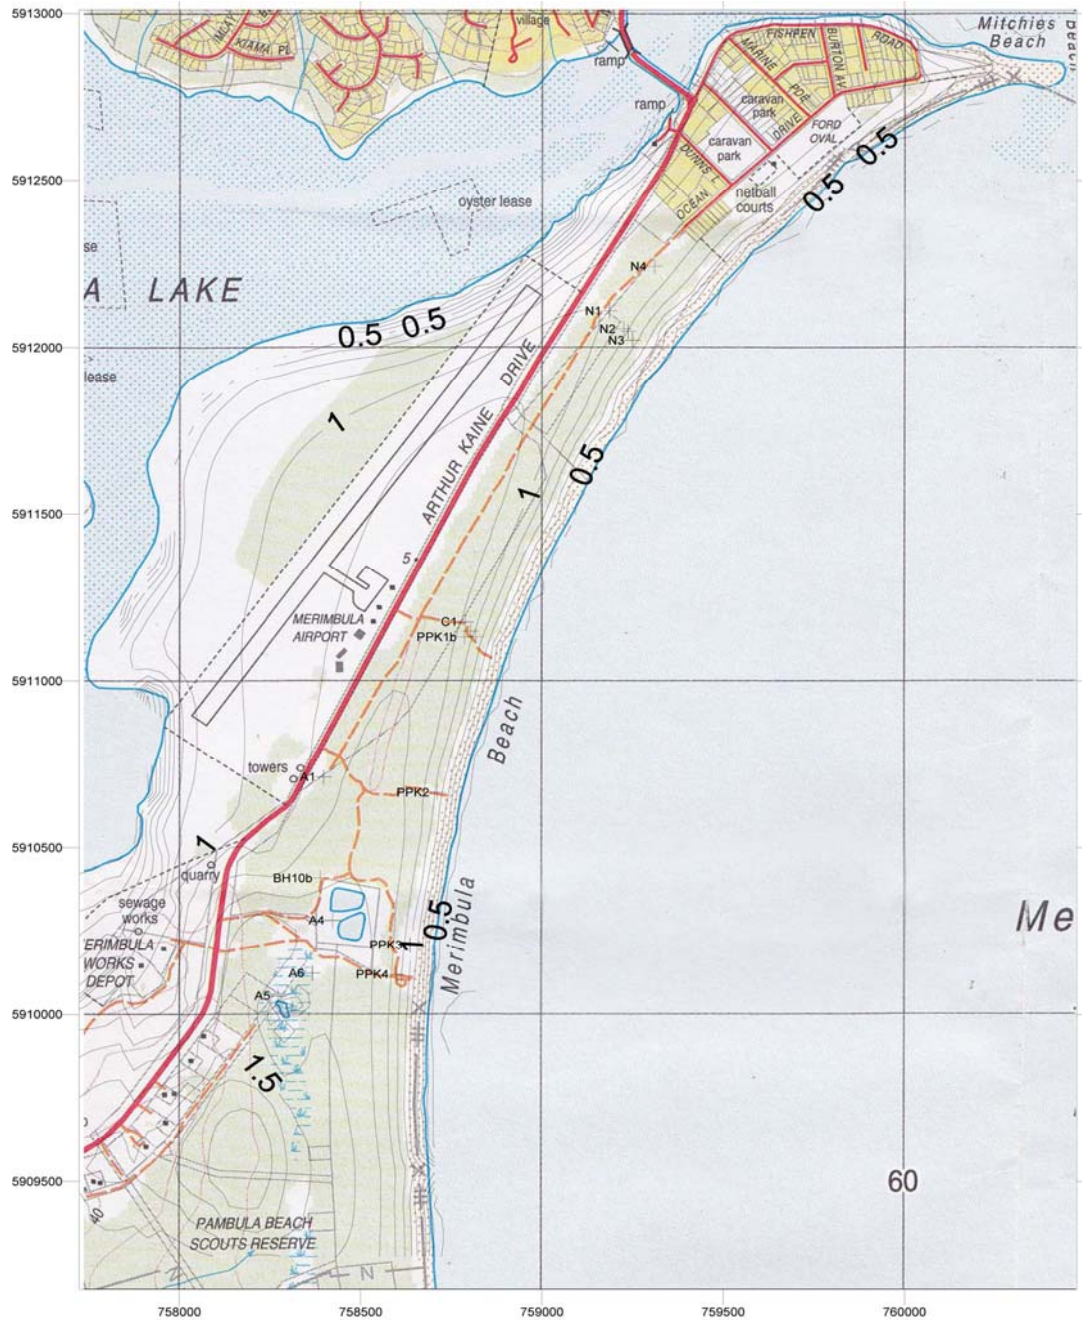 5913000
5912500
5912000
5911500
5911000
5910500
5910000
5909500
758000
758500
759000
759500
760000
KIAMA PL
village
ramp
ramp
FISHPEN
ROAD
BURTON AV
MARINE
PDE
DRIVE
caravan
park
caravan
park
FORD
OVAL
DUNNS L
OCEAN
netball
courts
Mitchies
Beach
0.5
0.5
oyster lease
se
A LAKE
lease
0.5
0.5
1
N4
N1
N2
N3
ARTHUR KAINE DRIVE
0.5
1
5
MERIMBULA
AIRPORT
C1
PPK1b
Merimbula Beach
towers
A1
PPK2
1
quarry
BH10b
sewage
works
A4
ERIMBULA
WORKS
DEPOT
PPK3
1
0.5
A6
PPK4
A5
1.5
Me
60
40
PAMBULA BEACH
SCOUTS RESERVE
N